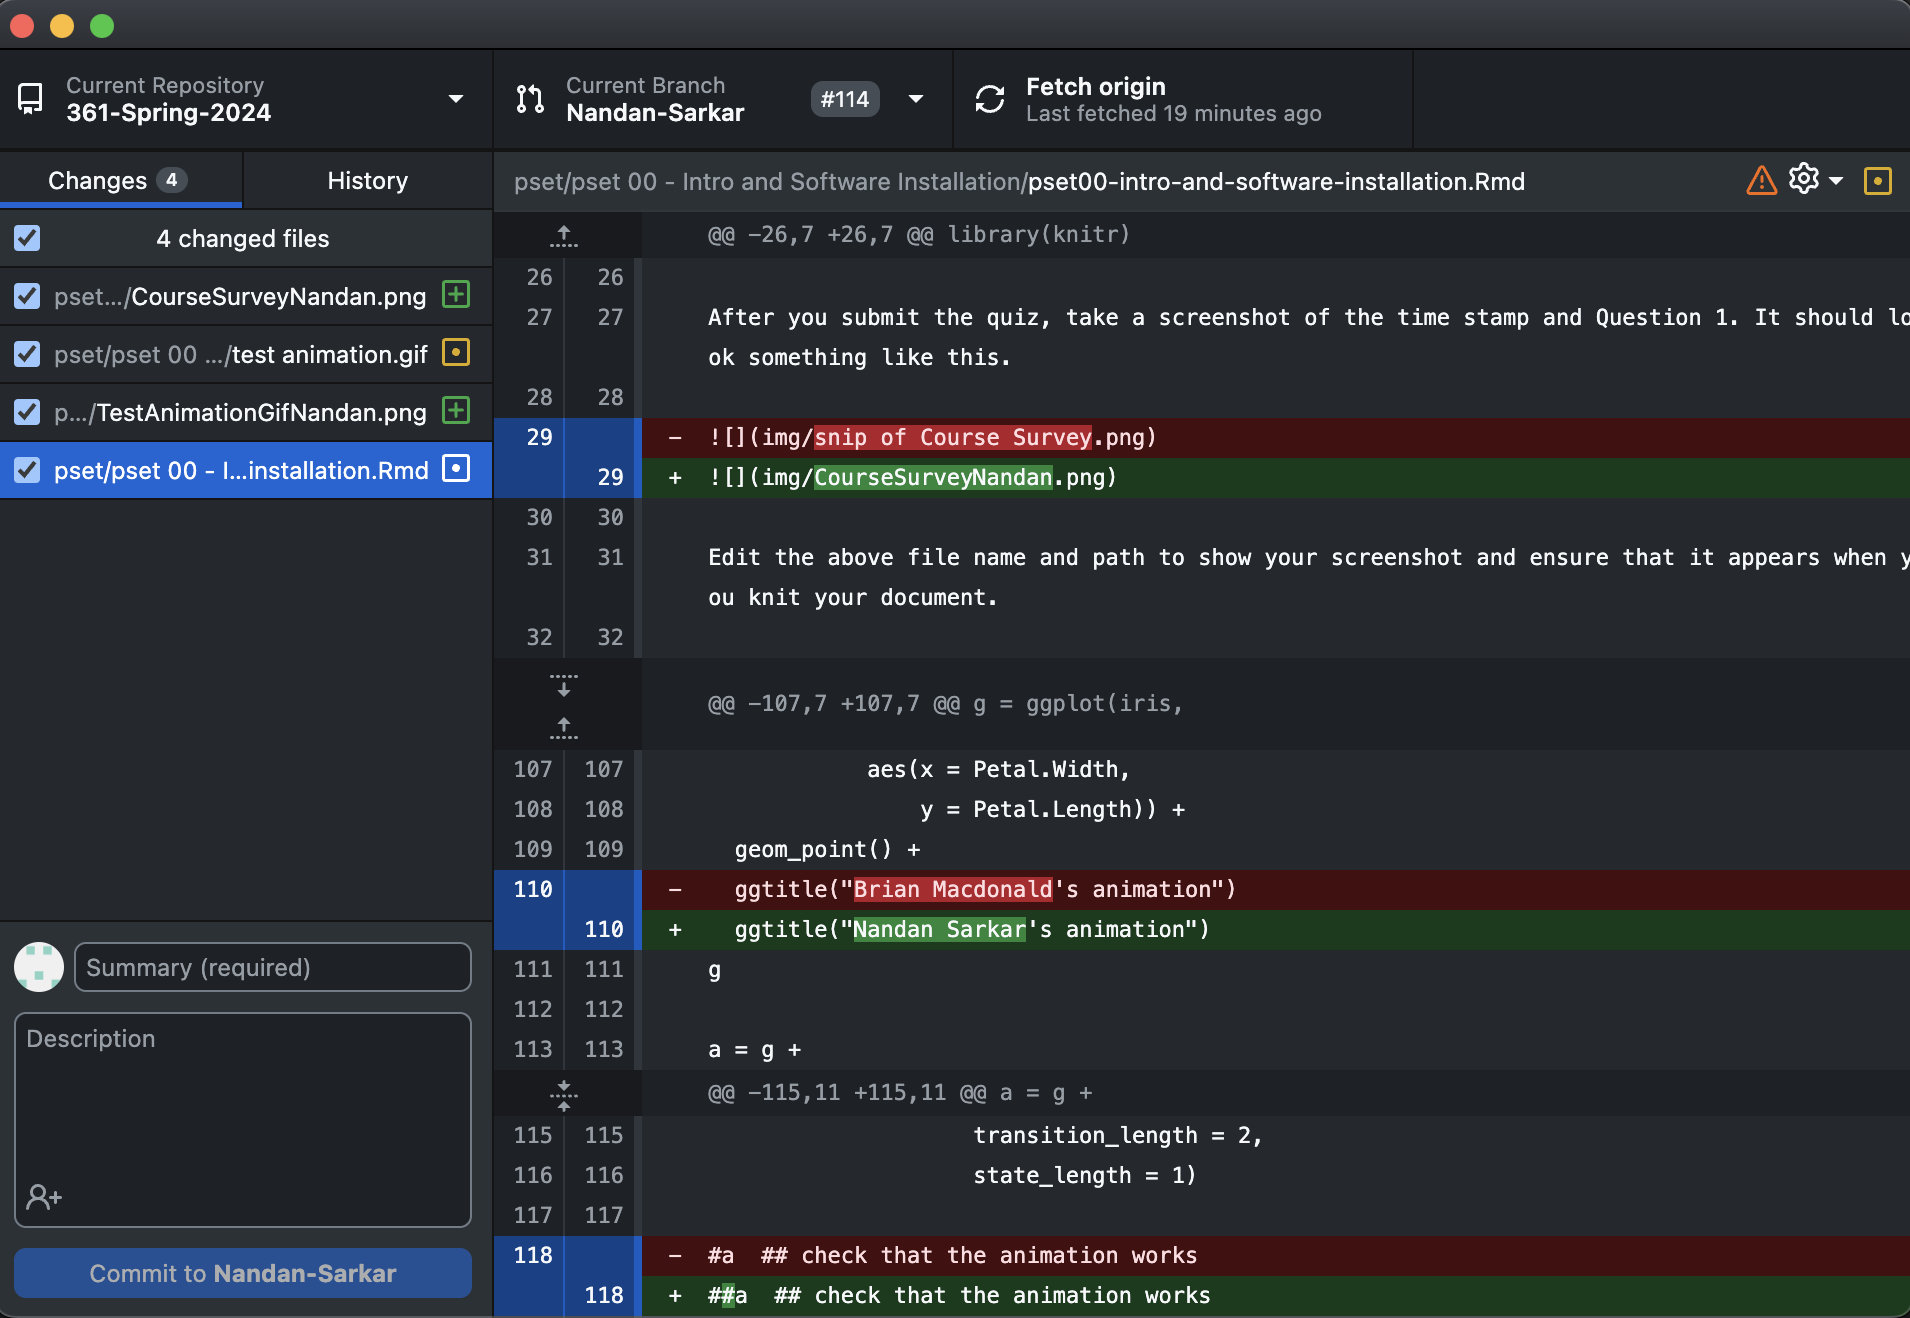 Current Repository
361-Spring-2024
Current Branch
Nandan-Sarkar
#114
Fetch origin
Last fetched 19 minutes ago
Changes 4
History
4 changed files
pset.../CourseSurveyNandan.png
pset/pset 00 .../test animation.gif
p.../TestAnimationGifNandan.png
pset/pset 00 - I...installation.Rmd
Summary (required)
Description
Commit to Nandan-Sarkar
pset/pset 00 - Intro and Software Installation/pset00-intro-and-software-installation.Rmd
@@ -26,7 +26,7 @@ library(knitr)
26 26
27 27 After you submit the quiz, take a screenshot of the time stamp and Question 1. It should lo
ok something like this.
28 28
29 - ![](img/snip of Course Survey.png)
29 + ![](img/CourseSurveyNandan.png)
30 30
31 31 Edit the above file name and path to show your screenshot and ensure that it appears when y
ou knit your document.
32 32
@@ -107,7 +107,7 @@ g = ggplot(iris,
107 107 aes(x = Petal.Width,
108 108 y = Petal.Length)) +
109 109 geom_point() +
110 - ggtitle("Brian Macdonald's animation")
110 + ggtitle("Nandan Sarkar's animation")
111 111 g
112 112
113 113 a = g +
@@ -115,11 +115,11 @@ a = g +
115 115 transition_length = 2,
116 116 state_length = 1)
117 117
118 - #a  ## check that the animation works
118 + ##a  ## check that the animation works